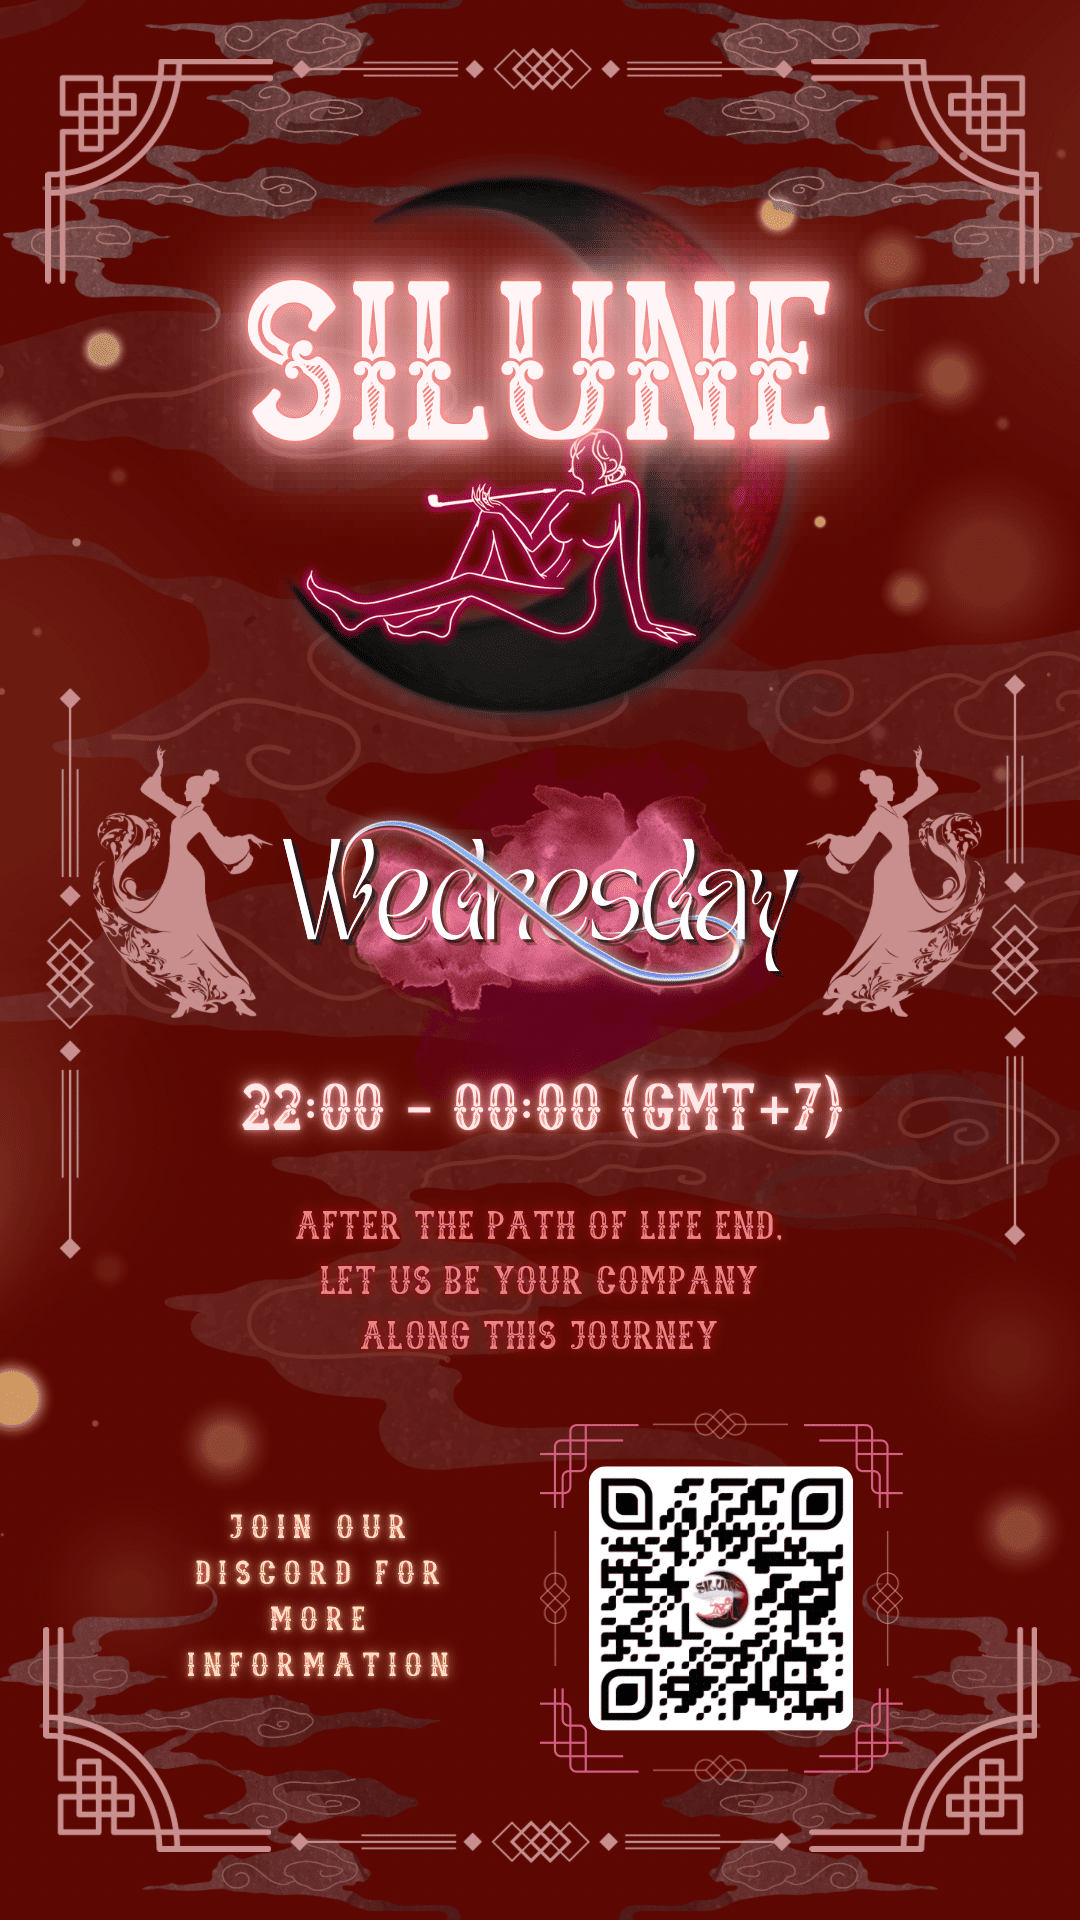 SILUNE
Wednesday
22:00 - 00:00 (GMT+7)
AFTER THE PATH OF LIFE END,
LET US BE YOUR COMPANY
ALONG THIS JOURNEY
JOIN OUR
DISCORD FOR
MORE
INFORMATION
SILUNE